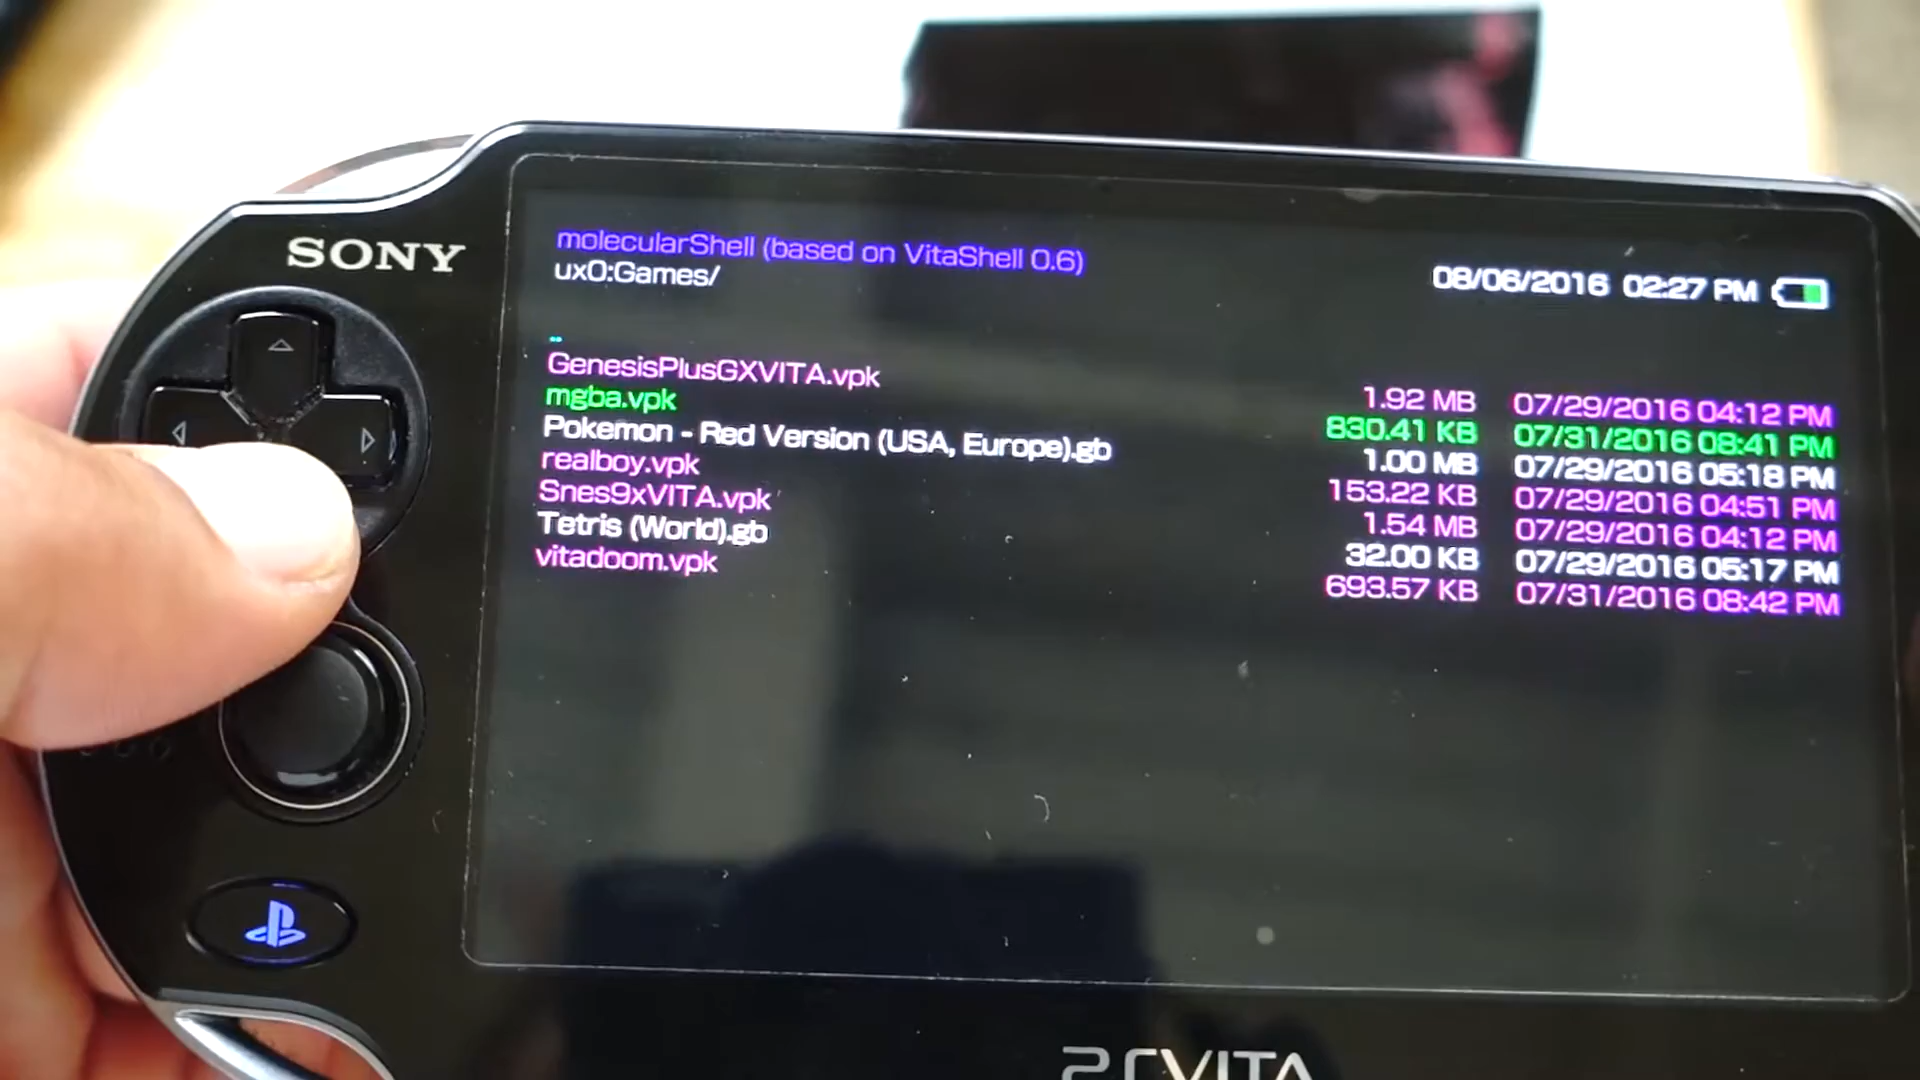 SONY
molecularShell (based on VitaShell 0.6)
ux0:Games/
08/06/2016 02:27 PM
..
GenesisPlusGXVITA.vpk 1.92 MB 07/29/2016 04:12 PM
mgba.vpk 830.41 KB 07/31/2016 08:41 PM
Pokemon - Red Version (USA, Europe).gb 1.00 MB 07/29/2016 05:18 PM
realboy.vpk 153.22 KB 07/29/2016 04:51 PM
Snes9xVITA.vpk 1.54 MB 07/29/2016 04:12 PM
Tetris (World).gb 32.00 KB 07/29/2016 05:17 PM
vitadoom.vpk 693.57 KB 07/31/2016 08:42 PM
PSVITA